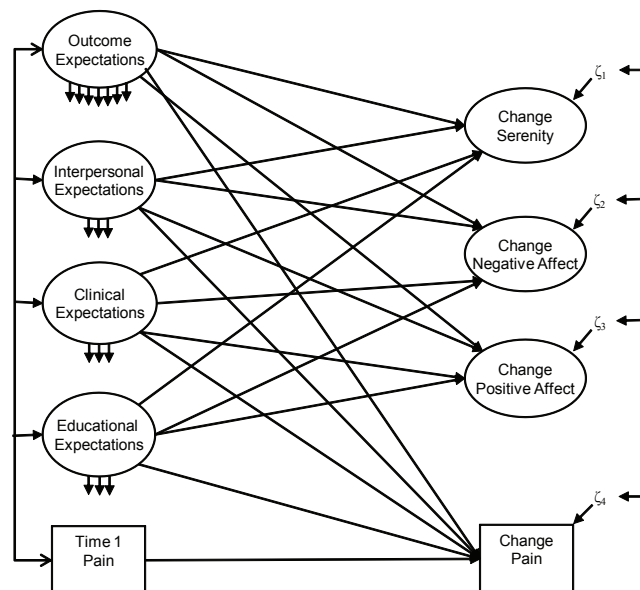 Outcome
Expectations
ζ1
Change
Serenity
Interpersonal
Expectations
ζ2
Change
Negative Affect
Clinical
Expectations
ζ3
Change
Positive Affect
Educational
Expectations
ζ4
Time 1
Pain
Change
Pain